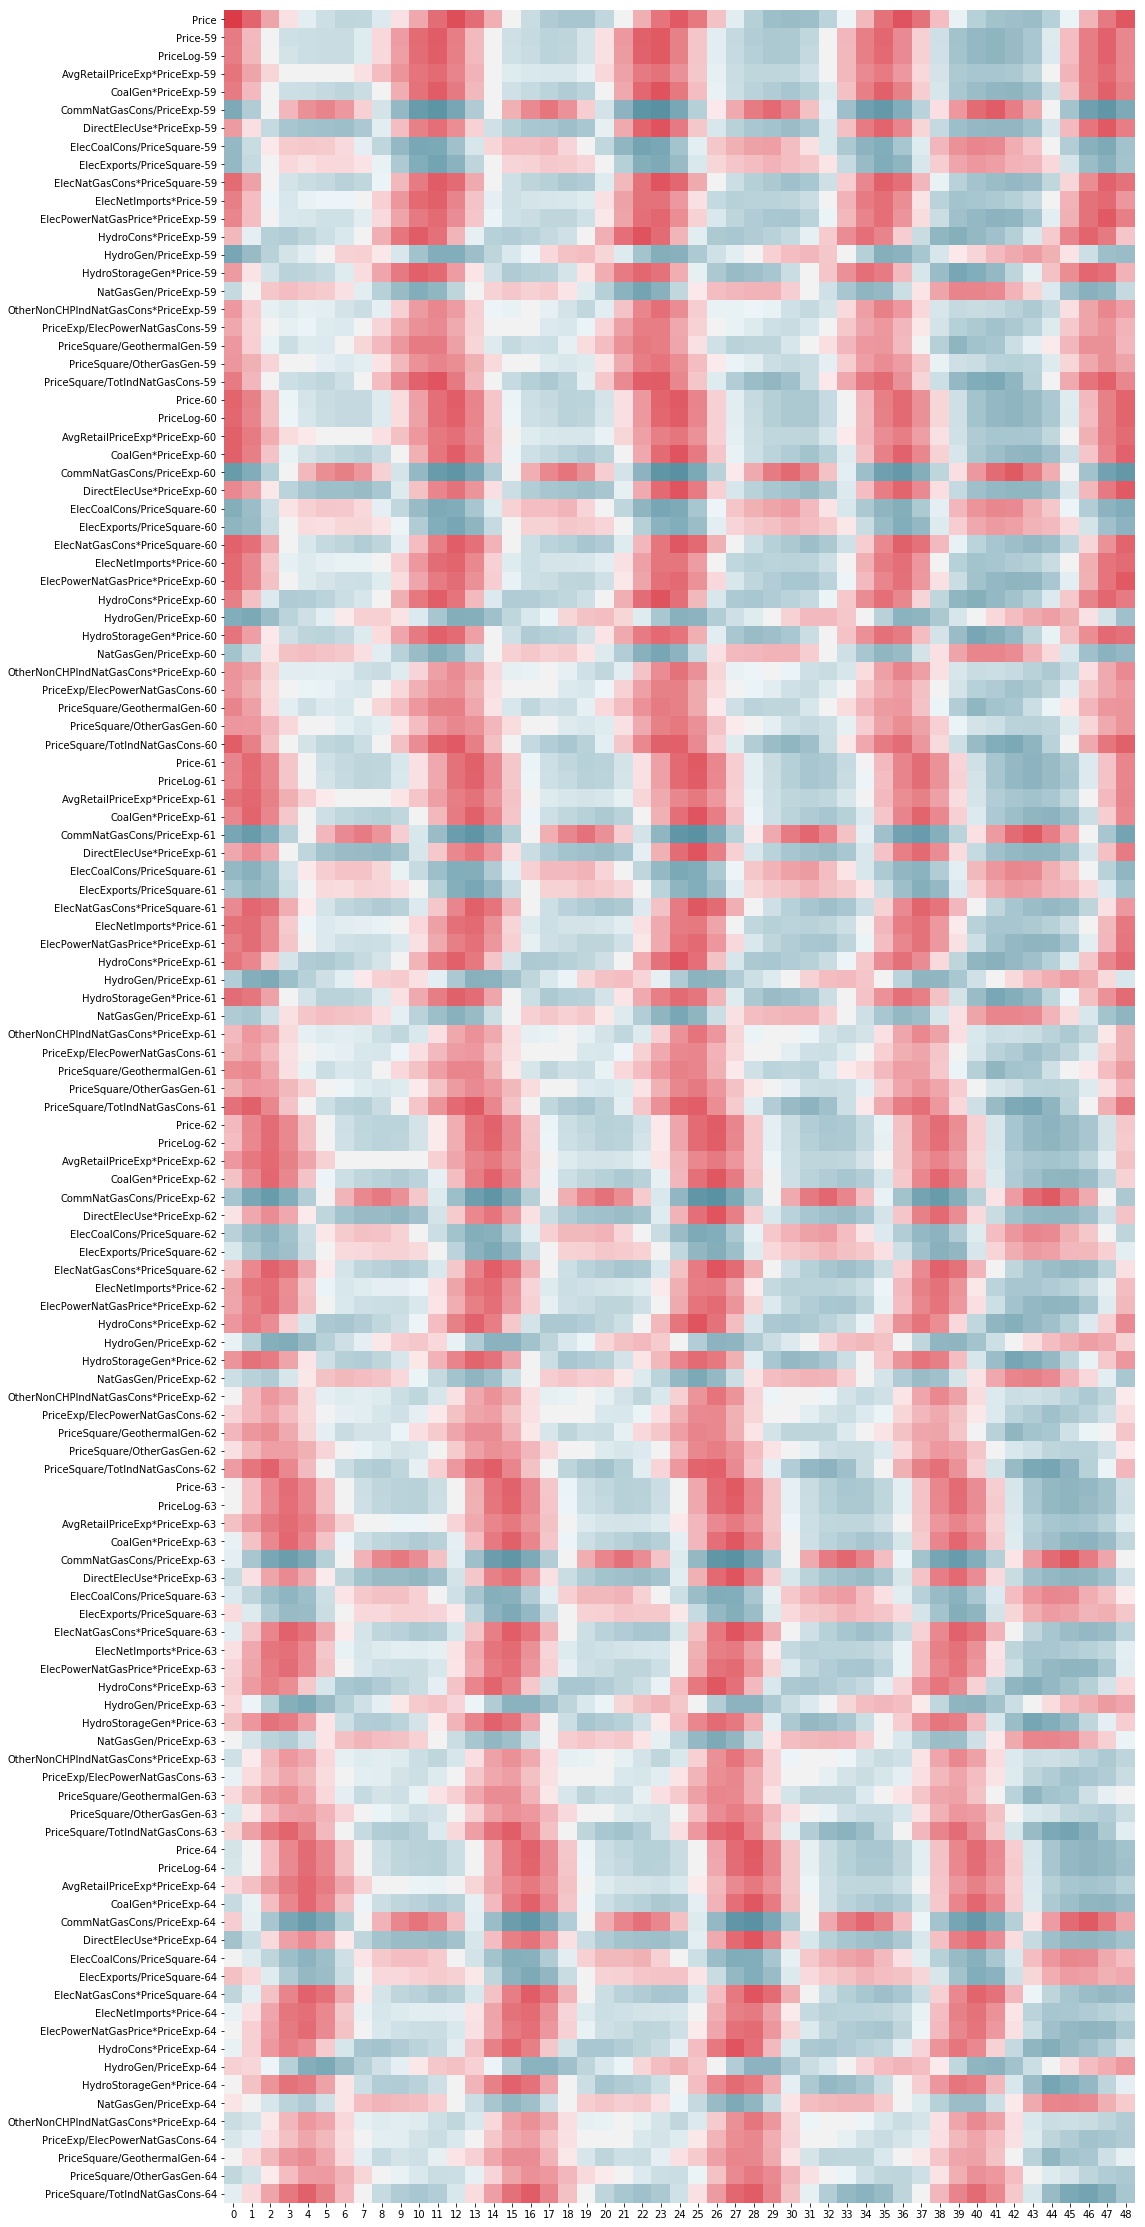 Price
Price-59
PriceLog-59
AvgRetailPriceExp*PriceExp-59
CoalGen*PriceExp-59
CommNatGasCons/PriceExp-59
DirectElecUse*PriceExp-59
ElecCoalCons/PriceSquare-59
ElecExports/PriceSquare-59
ElecNatGasCons*PriceSquare-59
ElecNetImports*Price-59
ElecPowerNatGasPrice*PriceExp-59
HydroCons*PriceExp-59
HydroGen/PriceExp-59
HydroStorageGen*Price-59
NatGasGen/PriceExp-59
OtherNonCHPIndNatGasCons*PriceExp-59
PriceExp/ElecPowerNatGasCons-59
PriceSquare/GeothermalGen-59
PriceSquare/OtherGasGen-59
PriceSquare/TotIndNatGasCons-59
Price-60
PriceLog-60
AvgRetailPriceExp*PriceExp-60
CoalGen*PriceExp-60
CommNatGasCons/PriceExp-60
DirectElecUse*PriceExp-60
ElecCoalCons/PriceSquare-60
ElecExports/PriceSquare-60
ElecNatGasCons*PriceSquare-60
ElecNetImports*Price-60
ElecPowerNatGasPrice*PriceExp-60
HydroCons*PriceExp-60
HydroGen/PriceExp-60
HydroStorageGen*Price-60
NatGasGen/PriceExp-60
OtherNonCHPIndNatGasCons*PriceExp-60
PriceExp/ElecPowerNatGasCons-60
PriceSquare/GeothermalGen-60
PriceSquare/OtherGasGen-60
PriceSquare/TotIndNatGasCons-60
Price-61
PriceLog-61
AvgRetailPriceExp*PriceExp-61
CoalGen*PriceExp-61
CommNatGasCons/PriceExp-61
DirectElecUse*PriceExp-61
ElecCoalCons/PriceSquare-61
ElecExports/PriceSquare-61
ElecNatGasCons*PriceSquare-61
ElecNetImports*Price-61
ElecPowerNatGasPrice*PriceExp-61
HydroCons*PriceExp-61
HydroGen/PriceExp-61
HydroStorageGen*Price-61
NatGasGen/PriceExp-61
OtherNonCHPIndNatGasCons*PriceExp-61
PriceExp/ElecPowerNatGasCons-61
PriceSquare/GeothermalGen-61
PriceSquare/OtherGasGen-61
PriceSquare/TotIndNatGasCons-61
Price-62
PriceLog-62
AvgRetailPriceExp*PriceExp-62
CoalGen*PriceExp-62
CommNatGasCons/PriceExp-62
DirectElecUse*PriceExp-62
ElecCoalCons/PriceSquare-62
ElecExports/PriceSquare-62
ElecNatGasCons*PriceSquare-62
ElecNetImports*Price-62
ElecPowerNatGasPrice*PriceExp-62
HydroCons*PriceExp-62
HydroGen/PriceExp-62
HydroStorageGen*Price-62
NatGasGen/PriceExp-62
OtherNonCHPIndNatGasCons*PriceExp-62
PriceExp/ElecPowerNatGasCons-62
PriceSquare/GeothermalGen-62
PriceSquare/OtherGasGen-62
PriceSquare/TotIndNatGasCons-62
Price-63
PriceLog-63
AvgRetailPriceExp*PriceExp-63
CoalGen*PriceExp-63
CommNatGasCons/PriceExp-63
DirectElecUse*PriceExp-63
ElecCoalCons/PriceSquare-63
ElecExports/PriceSquare-63
ElecNatGasCons*PriceSquare-63
ElecNetImports*Price-63
ElecPowerNatGasPrice*PriceExp-63
HydroCons*PriceExp-63
HydroGen/PriceExp-63
HydroStorageGen*Price-63
NatGasGen/PriceExp-63
OtherNonCHPIndNatGasCons*PriceExp-63
PriceExp/ElecPowerNatGasCons-63
PriceSquare/GeothermalGen-63
PriceSquare/OtherGasGen-63
PriceSquare/TotIndNatGasCons-63
Price-64
PriceLog-64
AvgRetailPriceExp*PriceExp-64
CoalGen*PriceExp-64
CommNatGasCons/PriceExp-64
DirectElecUse*PriceExp-64
ElecCoalCons/PriceSquare-64
ElecExports/PriceSquare-64
ElecNatGasCons*PriceSquare-64
ElecNetImports*Price-64
ElecPowerNatGasPrice*PriceExp-64
HydroCons*PriceExp-64
HydroGen/PriceExp-64
HydroStorageGen*Price-64
NatGasGen/PriceExp-64
OtherNonCHPIndNatGasCons*PriceExp-64
PriceExp/ElecPowerNatGasCons-64
PriceSquare/GeothermalGen-64
PriceSquare/OtherGasGen-64
PriceSquare/TotIndNatGasCons-64
0 1 2 3 4 5 6 7 8 9 10 11 12 13 14 15 16 17 18 19 20 21 22 23 24 25 26 27 28 29 30 31 32 33 34 35 36 37 38 39 40 41 42 43 44 45 46 47 48